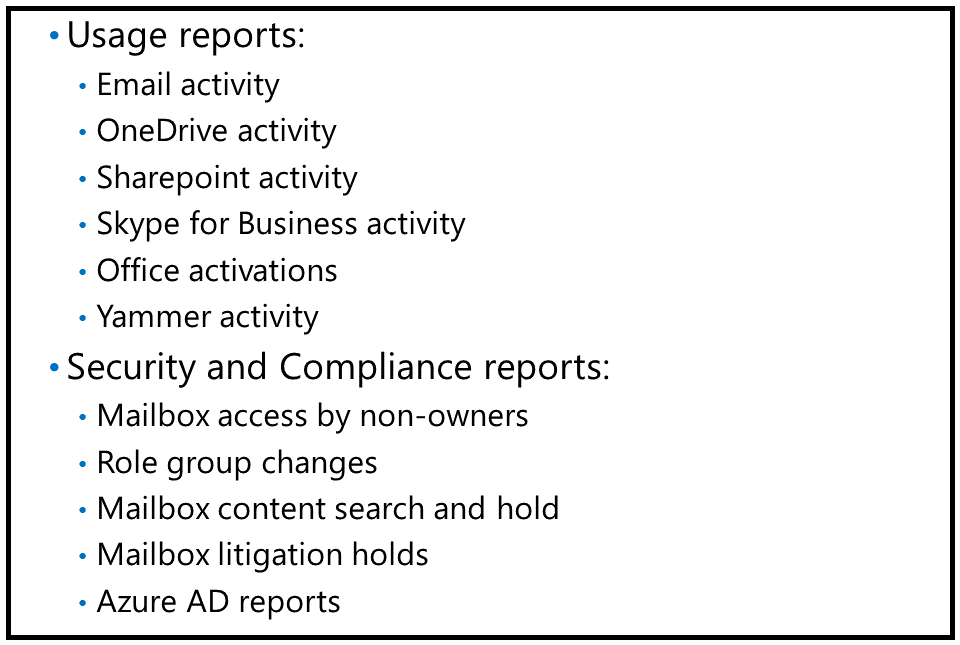 • Usage reports:
• Email activity
• OneDrive activity
• Sharepoint activity
• Skype for Business activity
• Office activations
• Yammer activity
• Security and Compliance reports:
• Mailbox access by non-owners
• Role group changes
• Mailbox content search and hold
• Mailbox litigation holds
• Azure AD reports